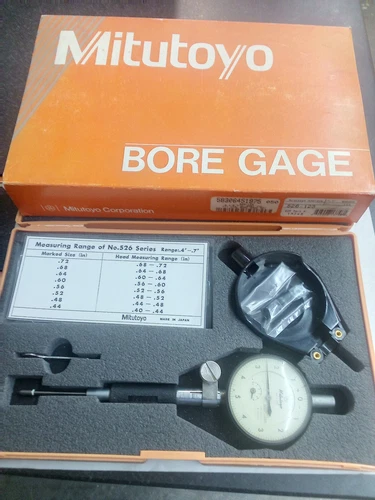 Mitutoyo
BORE GAGE
Mitutoyo Corporation
Measuring Range of No.526 Series Range:.4"-.7"
Marked Size (in) Head Measuring Range (in)
.72 .68 - .72
.68 .64 - .68
.64 .60 - .64
.60 .56 - .60
.56 .52 - .56
.52 .48 - .52
.48 .44 - .48
.44 .40 - .44
Mitutoyo MADE IN JAPAN